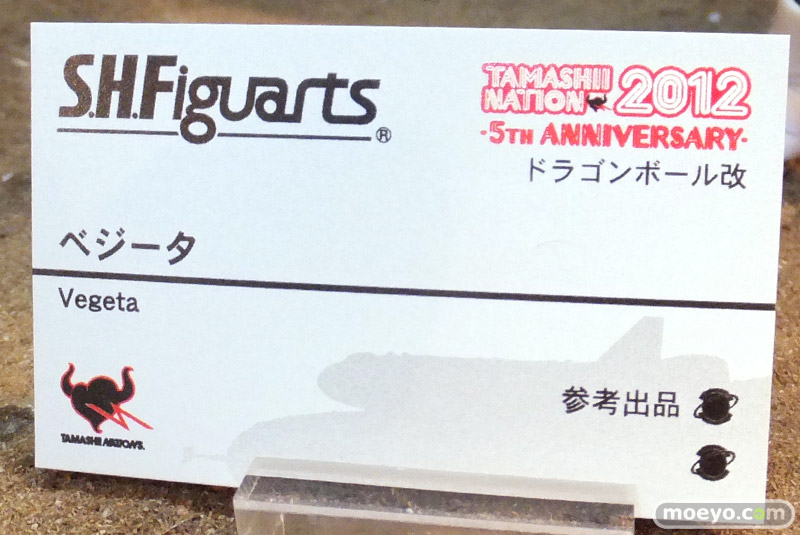 S.H.Figuarts®
TAMASHII
NATION 2012
·5TH ANNIVERSARY·
ドラゴンボール改
ベジータ
Vegeta
参考出品
TAMASHII NATIONS.
moeyo.com